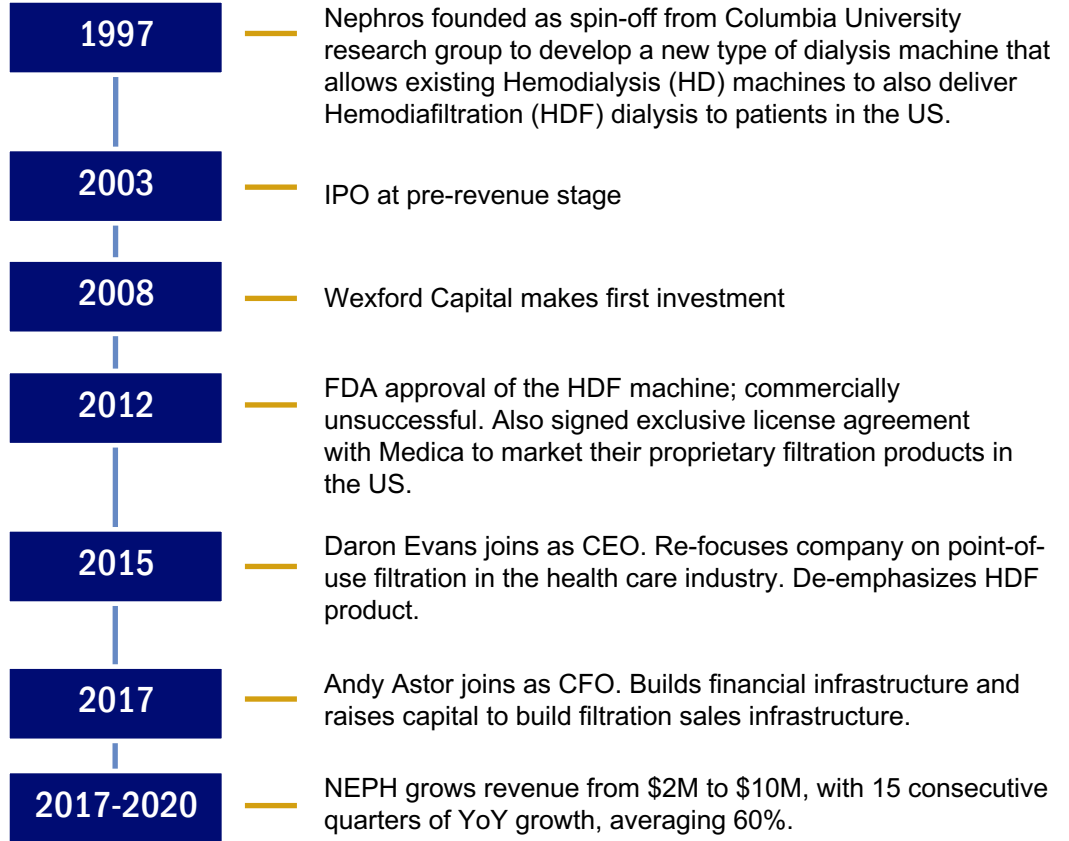 1997
Nephros founded as spin-off from Columbia University
research group to develop a new type of dialysis machine that
allows existing Hemodialysis (HD) machines to also deliver
Hemodiafiltration (HDF) dialysis to patients in the US.
2003
IPO at pre-revenue stage
2008
Wexford Capital makes first investment
2012
FDA approval of the HDF machine; commercially
unsuccessful. Also signed exclusive license agreement
with Medica to market their proprietary filtration products in
the US.
2015
Daron Evans joins as CEO. Re-focuses company on point-of-
use filtration in the health care industry. De-emphasizes HDF
product.
2017
Andy Astor joins as CFO. Builds financial infrastructure and
raises capital to build filtration sales infrastructure.
2017-2020
NEPH grows revenue from $2M to $10M, with 15 consecutive
quarters of YoY growth, averaging 60%.